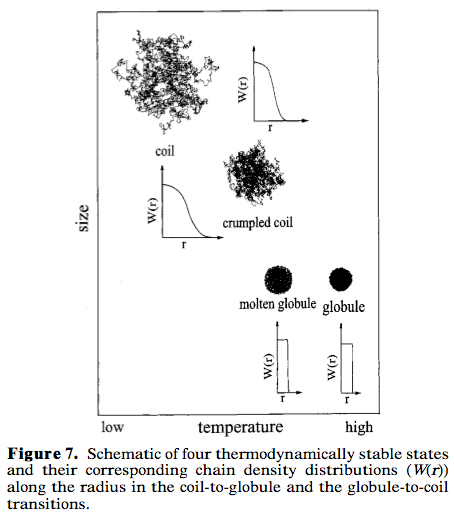 W(r)
r
coil
W(r)
r
crumpled coil
size
molten globule globule
W(r)
r
W(r)
r
low temperature high
Figure 7. Schematic of four thermodynamically stable states
and their corresponding chain density distributions (W(r))
along the radius in the coil-to-globule and the globule-to-coil
transitions.